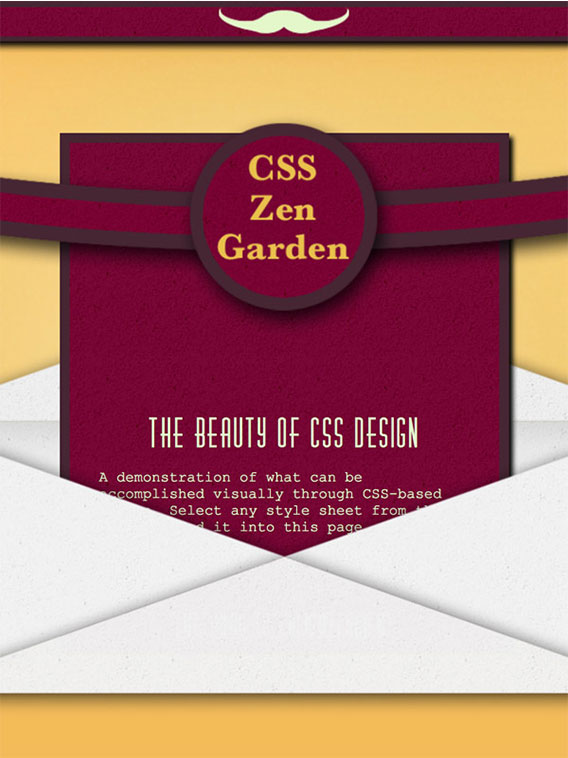 CSS
Zen
Garden
THE BEAUTY OF CSS DESIGN
A demonstration of what can be
accomplished visually through CSS-based
Select any style sheet from
it into this page